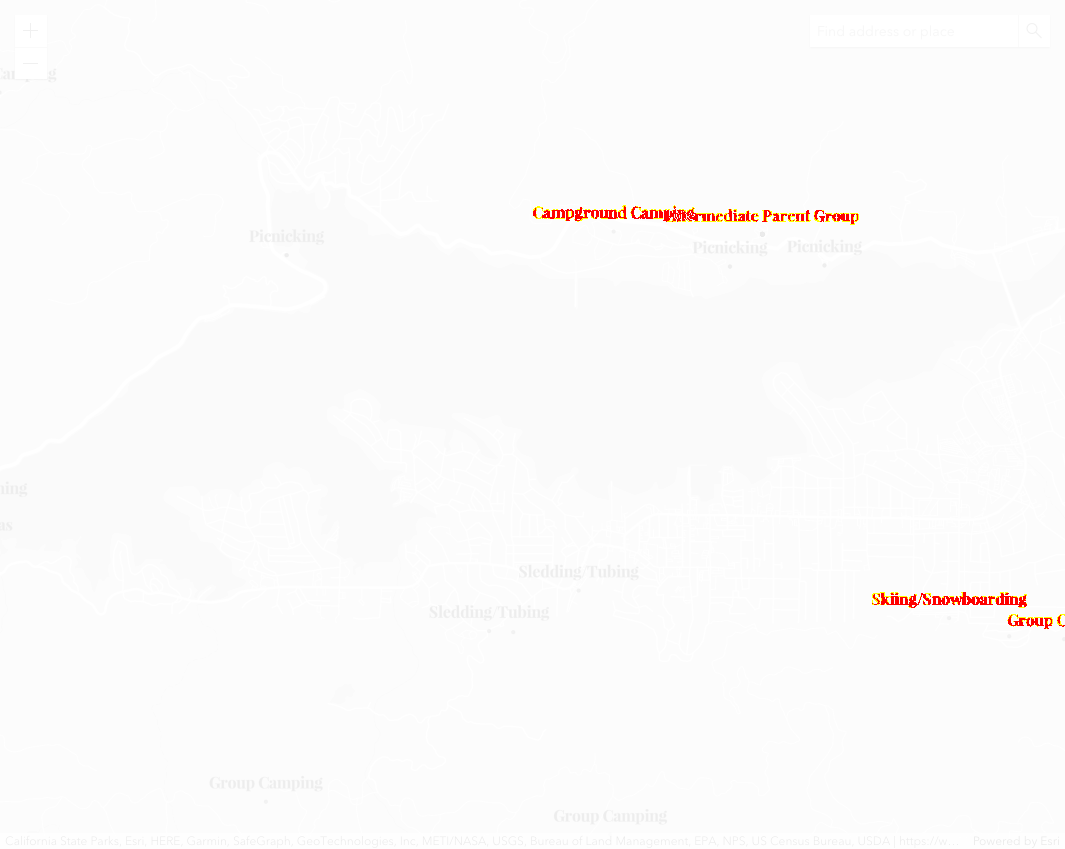 Find address or place
Campground Camping
Parent Group
Picnicking
Picnicking
Picnicking
Sledding/Tubing
Skiing/Snowboarding
Sledding/Tubing
Group
Group Camping
Group Camping
California State Parks, Esri, HERE, Garmin, SafeGraph, GeoTechnologies, Inc, METI/NASA, USGS, Bureau of Land Management, EPA, NPS, US Census Bureau, USDA | https://w... Powered by Esri